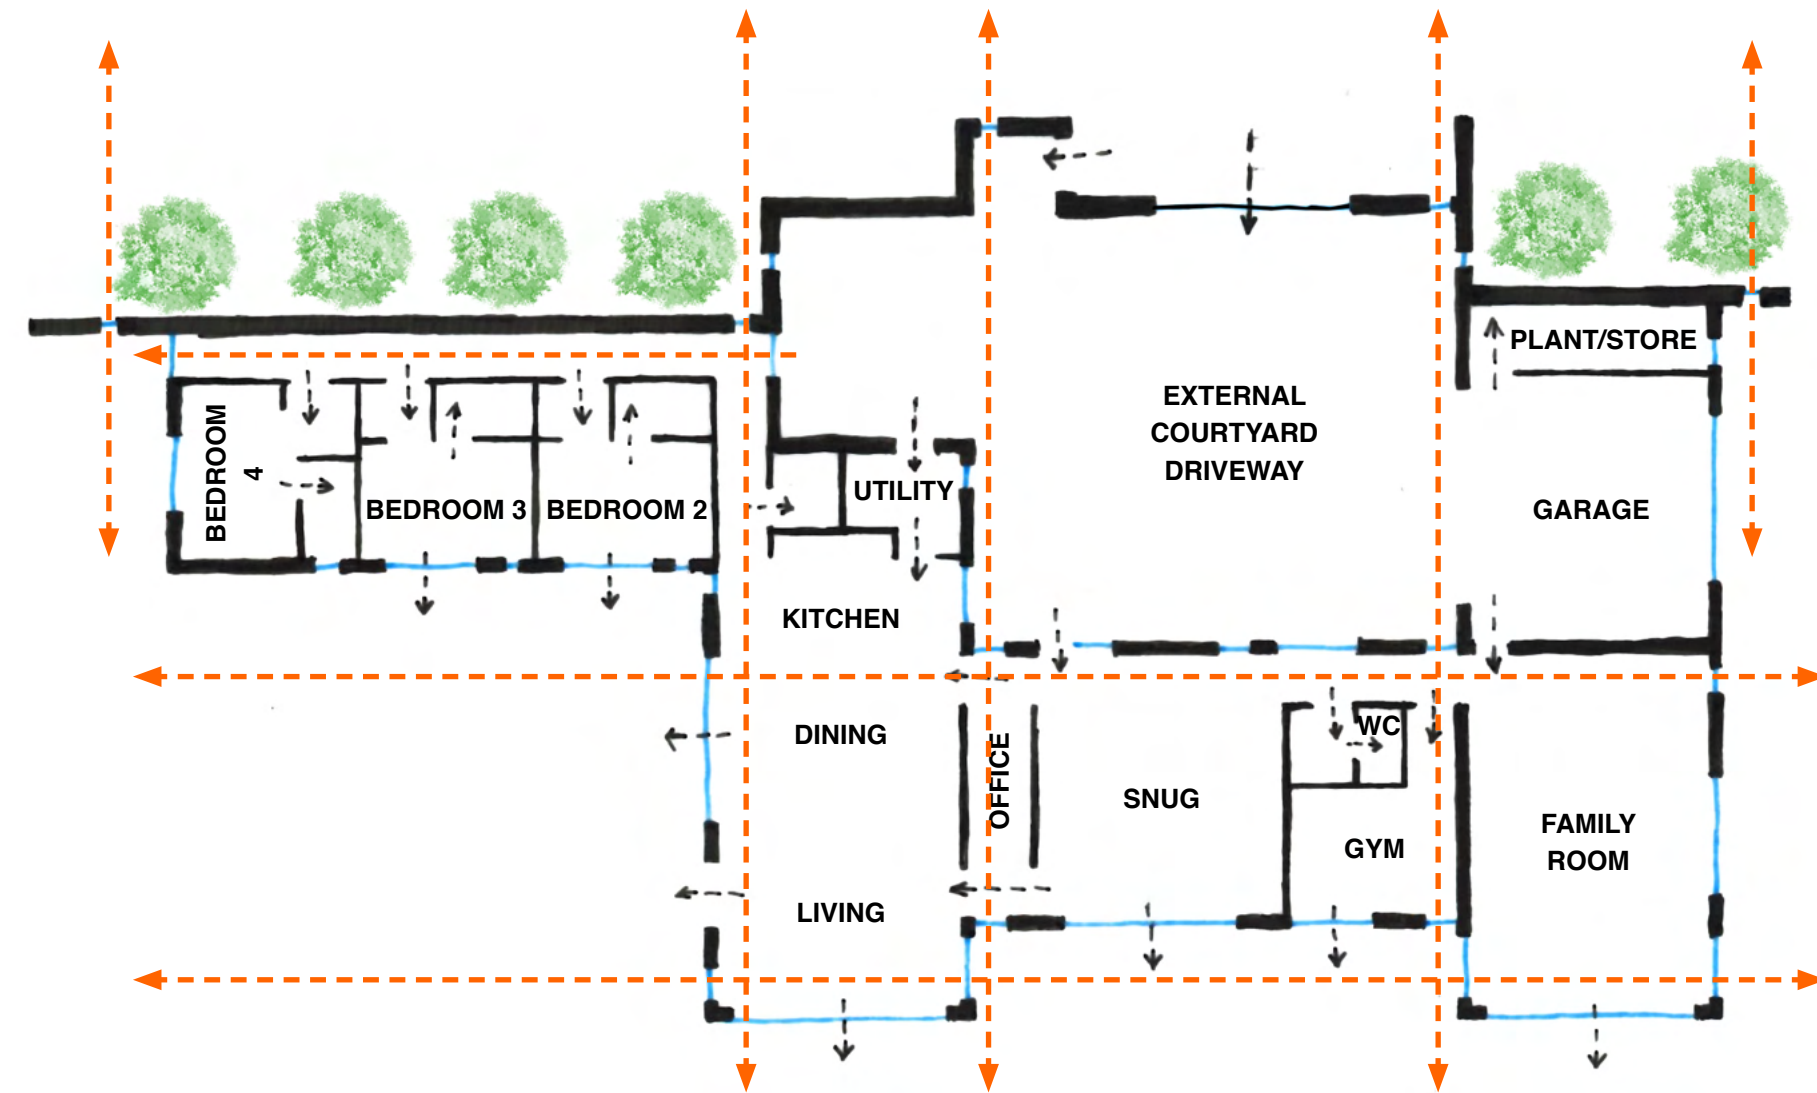 PLANT/STORE
EXTERNAL
COURTYARD
DRIVEWAY
BEDROOM
4
BEDROOM 3
BEDROOM 2
UTILITY
GARAGE
KITCHEN
DINING
OFFICE
WC
SNUG
GYM
FAMILY
ROOM
LIVING